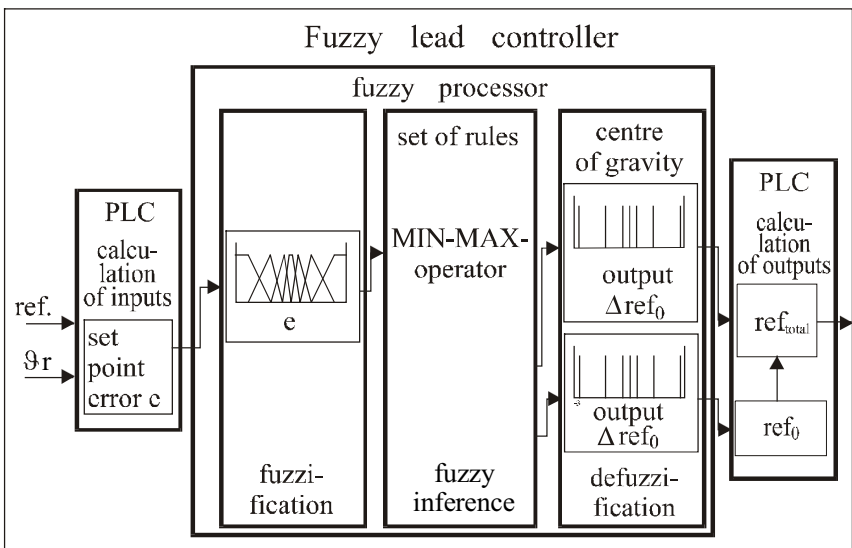 Fuzzy lead controller
fuzzy processor
PLC
calcu-
lation
of inputs
ref.
ϑr
set
point
error e
e
fuzzi-
fication
set of rules
MIN-MAX-
operator
fuzzy
inference
centre
of gravity
output
Δref₀
output
Δref₀
defuzzi-
fication
PLC
calcu-
lation
of outputs
ref_total
ref₀